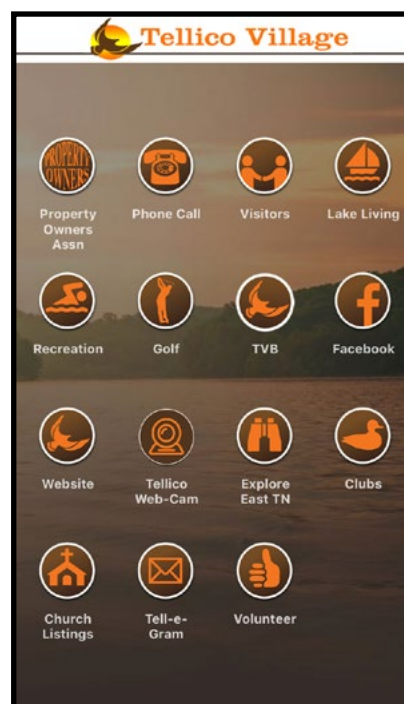 Tellico Village
PROPERTY
OWNERS
Property
Owners
Assn
Phone Call
Visitors
Lake Living
Recreation
Golf
TVB
Facebook
Website
Tellico
Web-Cam
Explore
East TN
Clubs
Church
Listings
Tell-e-
Gram
Volunteer